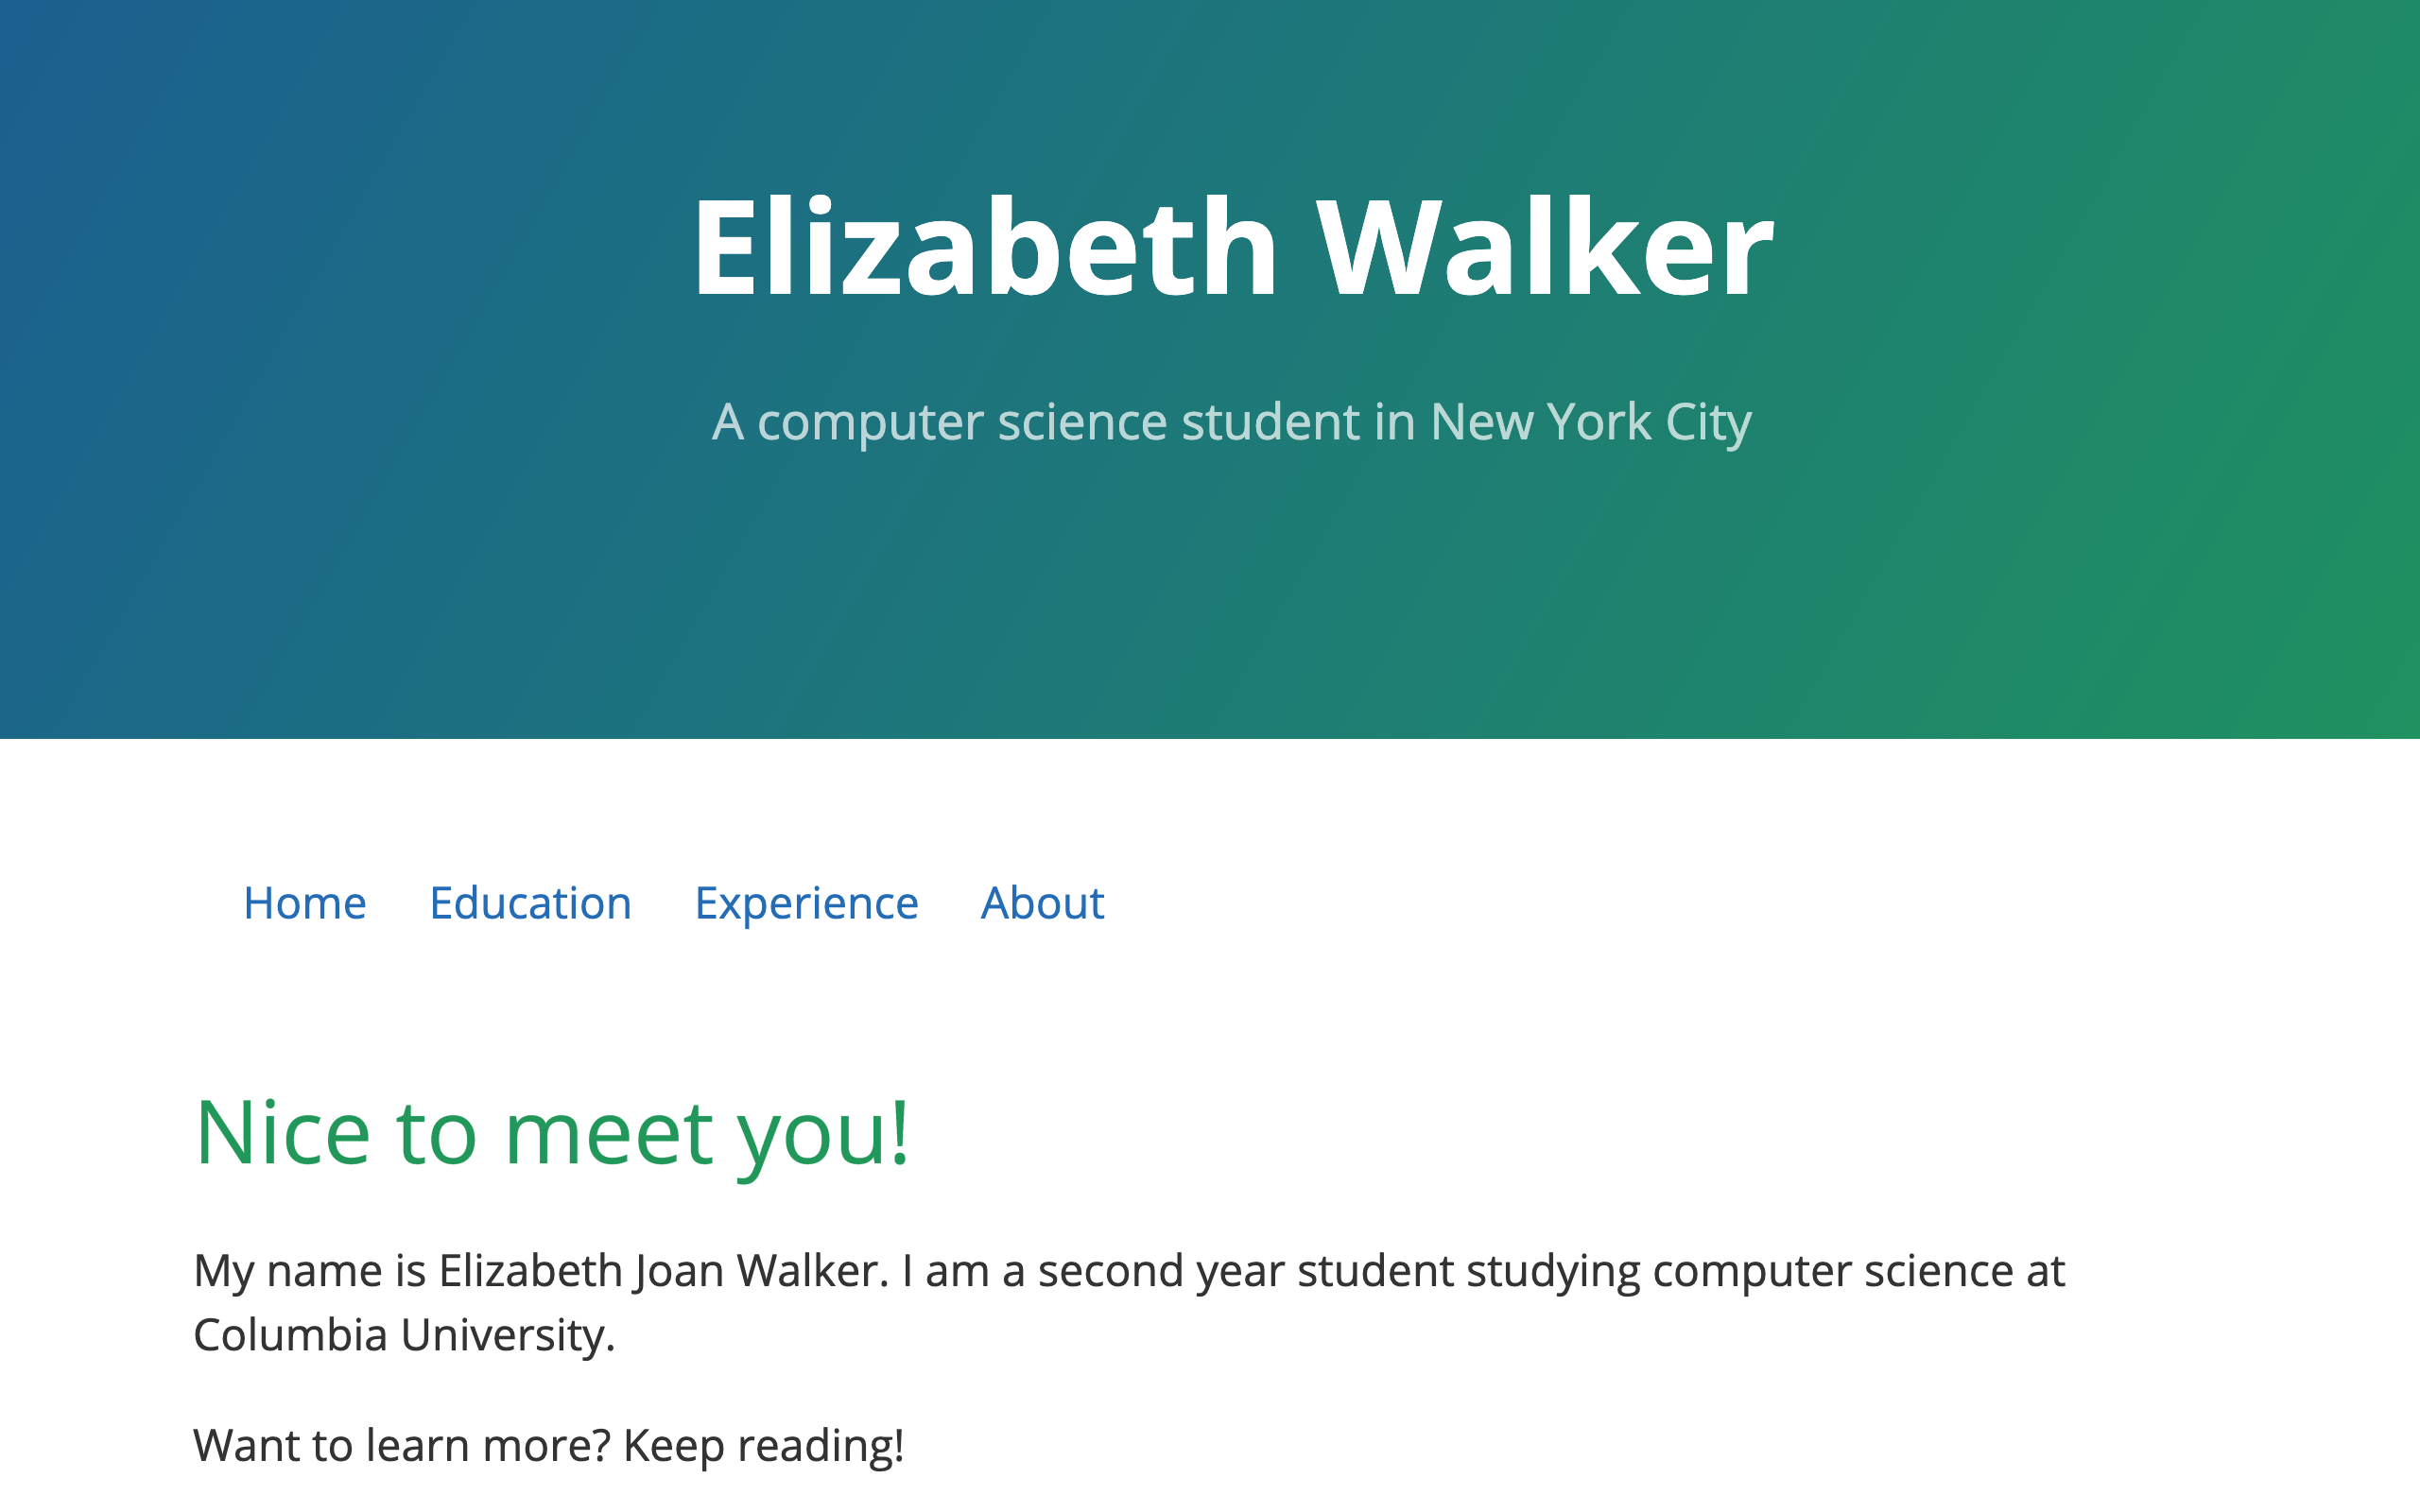 Elizabeth Walker
A computer science student in New York City
Home Education Experience About
Nice to meet you!
My name is Elizabeth Joan Walker. I am a second year student studying computer science at
Columbia University.
Want to learn more? Keep reading!